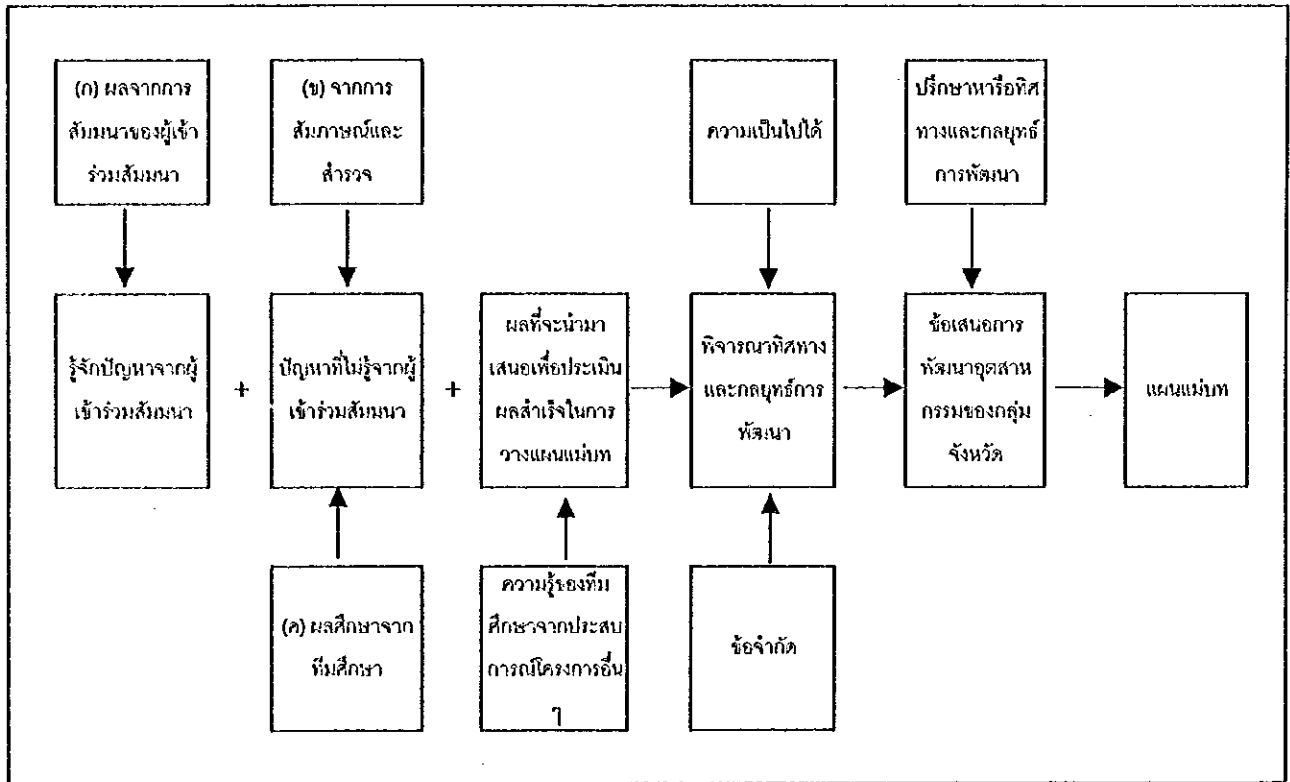 (ก) ผลจากการ
สัมมนาของผู้เข้า
ร่วมสัมมนา
(ข) จากการ
สัมภาษณ์และ
สำรวจ
ความเป็นไปได้
ปรึกษาหารือทิศ
ทางและกลยุทธ์
การพัฒนา
รู้จักปัญหาจากผู้
เข้าร่วมสัมมนา
+
ปัญหาที่ไม่รู้จากผู้
เข้าร่วมสัมมนา
+
ผลที่จะนำมา
เสนอเพื่อประเมิน
ผลสำเร็จในการ
วางแผนแม่บท
พิจารณาทิศทาง
และกลยุทธ์การ
พัฒนา
ข้อเสนอการ
พัฒนาอุตสาห
กรรมของกลุ่ม
จังหวัด
แผนแม่บท
(ค) ผลศึกษาจาก
ทีมศึกษา
ความรู้ของทีม
ศึกษาจากประสบ
การณ์โครงการอื่น
ๆ
ข้อจำกัด